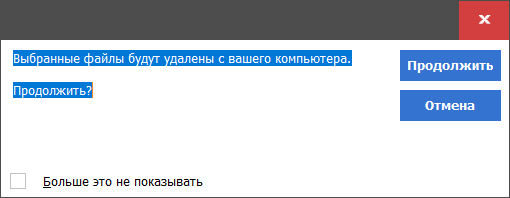 Выбранные файлы будут удалены с вашего компьютера.
Продолжить?
Продолжить
Отмена
Больше это не показывать